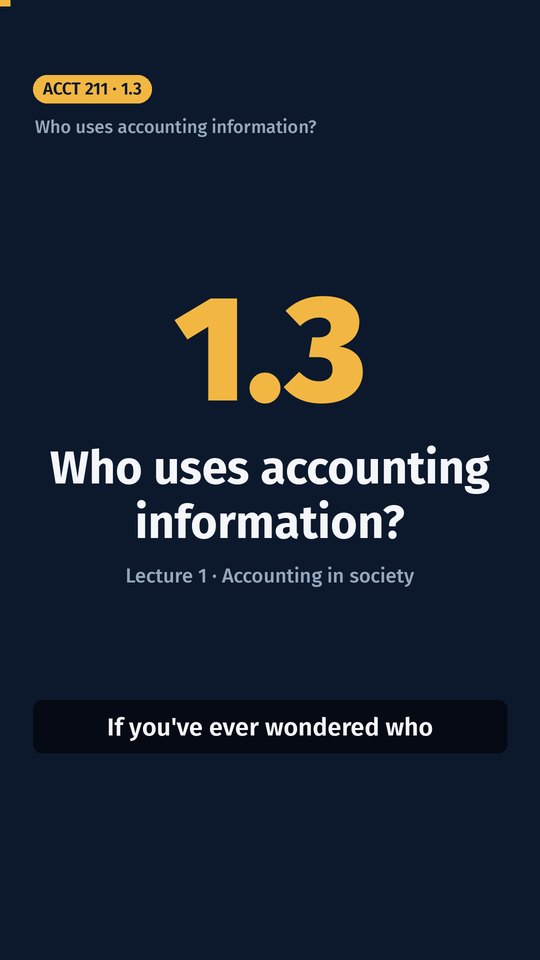 ACCT 211 · 1.3
Who uses accounting information?
1.3
Who uses accounting
information?
Lecture 1 · Accounting in society
If you've ever wondered who